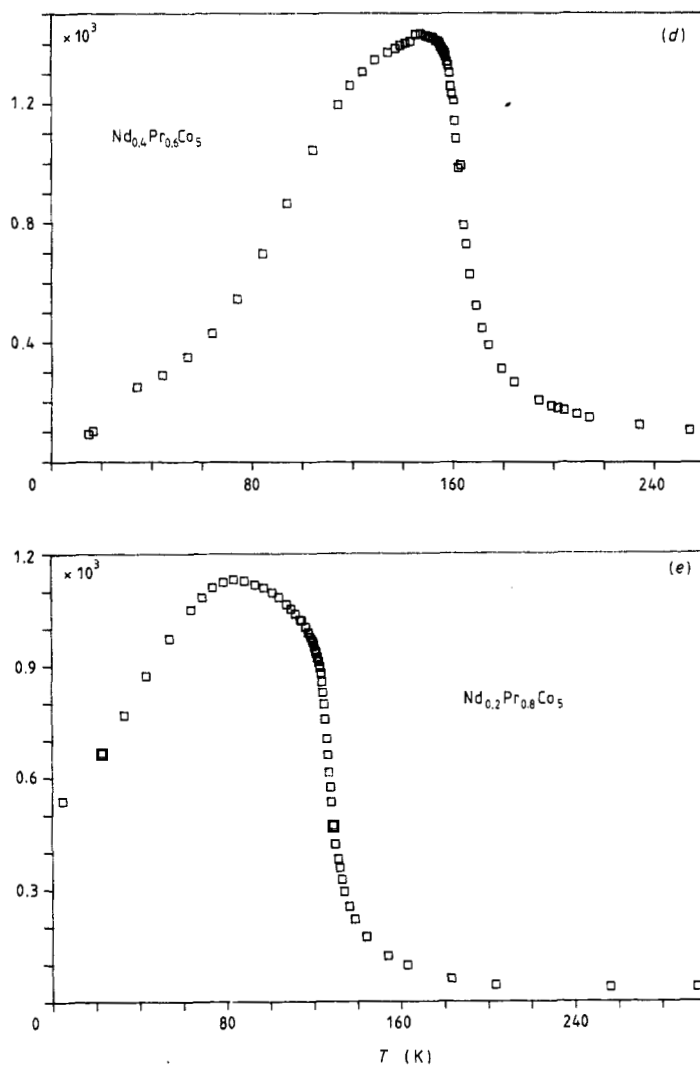 × 10³ (d)
1.2
Nd₀.₄Pr₀.₆Co₅
0.8
0.4
0 80 160 240
1.2
× 10³ (e)
0.9
Nd₀.₂Pr₀.₈Co₅
0.6
0.3
0 80 160 240
T (K)